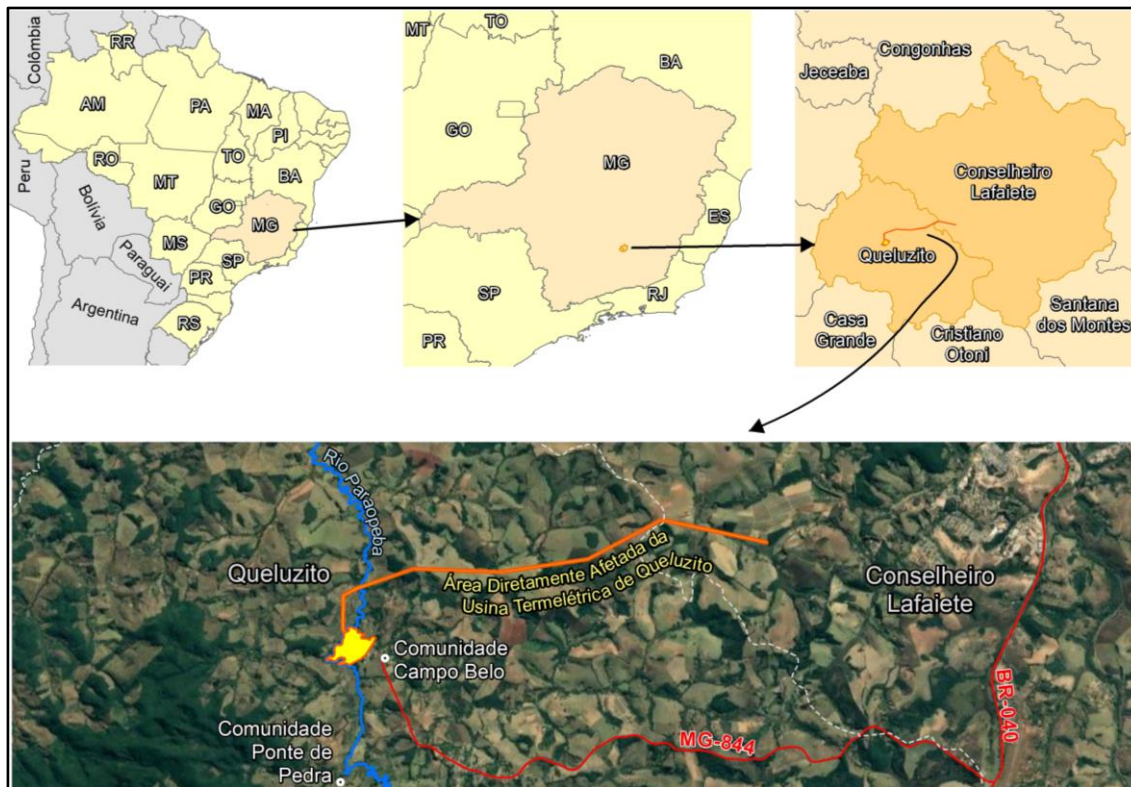 Colômbia
RR
AM
PA
MA
PI
RO
TO
MT
BA
Peru
Bolívia
GO
MG
MS
Paraguai
SP
PR
Argentina
RS
MT
TO
BA
GO
MG
ES
SP
RJ
PR
Congonhas
Jeceaba
Conselheiro
Lafaiete
Queluzito
Casa
Grande
Cristiano
Otoni
Santana
dos Montes
Rio Paraopeba
Queluzito
Área Diretamente Afetada da
Usina Termelétrica de Queluzito
Conselheiro
Lafaiete
Comunidade
Campo Belo
BR-040
MG-844
Comunidade
Ponte de
Pedra